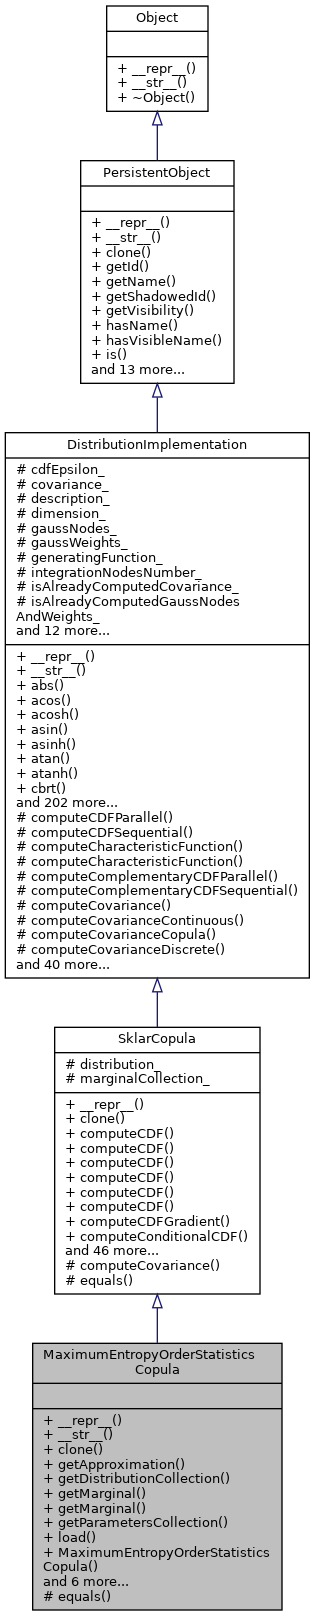 Object
+ __repr__()
+ __str__()
+ ~Object()
PersistentObject
+ __repr__()
+ __str__()
+ clone()
+ getId()
+ getName()
+ getShadowedId()
+ getVisibility()
+ hasName()
+ hasVisibleName()
+ is()
and 13 more...
DistributionImplementation
# cdfEpsilon_
# covariance_
# description_
# dimension_
# gaussNodes_
# gaussWeights_
# generatingFunction_
# integrationNodesNumber_
# isAlreadyComputedCovariance_
# isAlreadyComputedGaussNodes
AndWeights_
and 12 more...
+ __repr__()
+ __str__()
+ abs()
+ acos()
+ acosh()
+ asin()
+ asinh()
+ atan()
+ atanh()
+ cbrt()
and 202 more...
# computeCDFParallel()
# computeCDFSequential()
# computeCharacteristicFunction()
# computeCharacteristicFunction()
# computeComplementaryCDFParallel()
# computeComplementaryCDFSequential()
# computeCovariance()
# computeCovarianceContinuous()
# computeCovarianceCopula()
# computeCovarianceDiscrete()
and 40 more...
SklarCopula
# distribution_
# marginalCollection_
+ __repr__()
+ clone()
+ computeCDF()
+ computeCDF()
+ computeCDF()
+ computeCDF()
+ computeCDF()
+ computeCDF()
+ computeCDFGradient()
+ computeConditionalCDF()
and 46 more...
# computeCovariance()
# equals()
MaximumEntropyOrderStatistics
Copula
+ __repr__()
+ __str__()
+ clone()
+ getApproximation()
+ getDistributionCollection()
+ getMarginal()
+ getMarginal()
+ getParametersCollection()
+ load()
+ MaximumEntropyOrderStatistics
Copula()
and 6 more...
# equals()